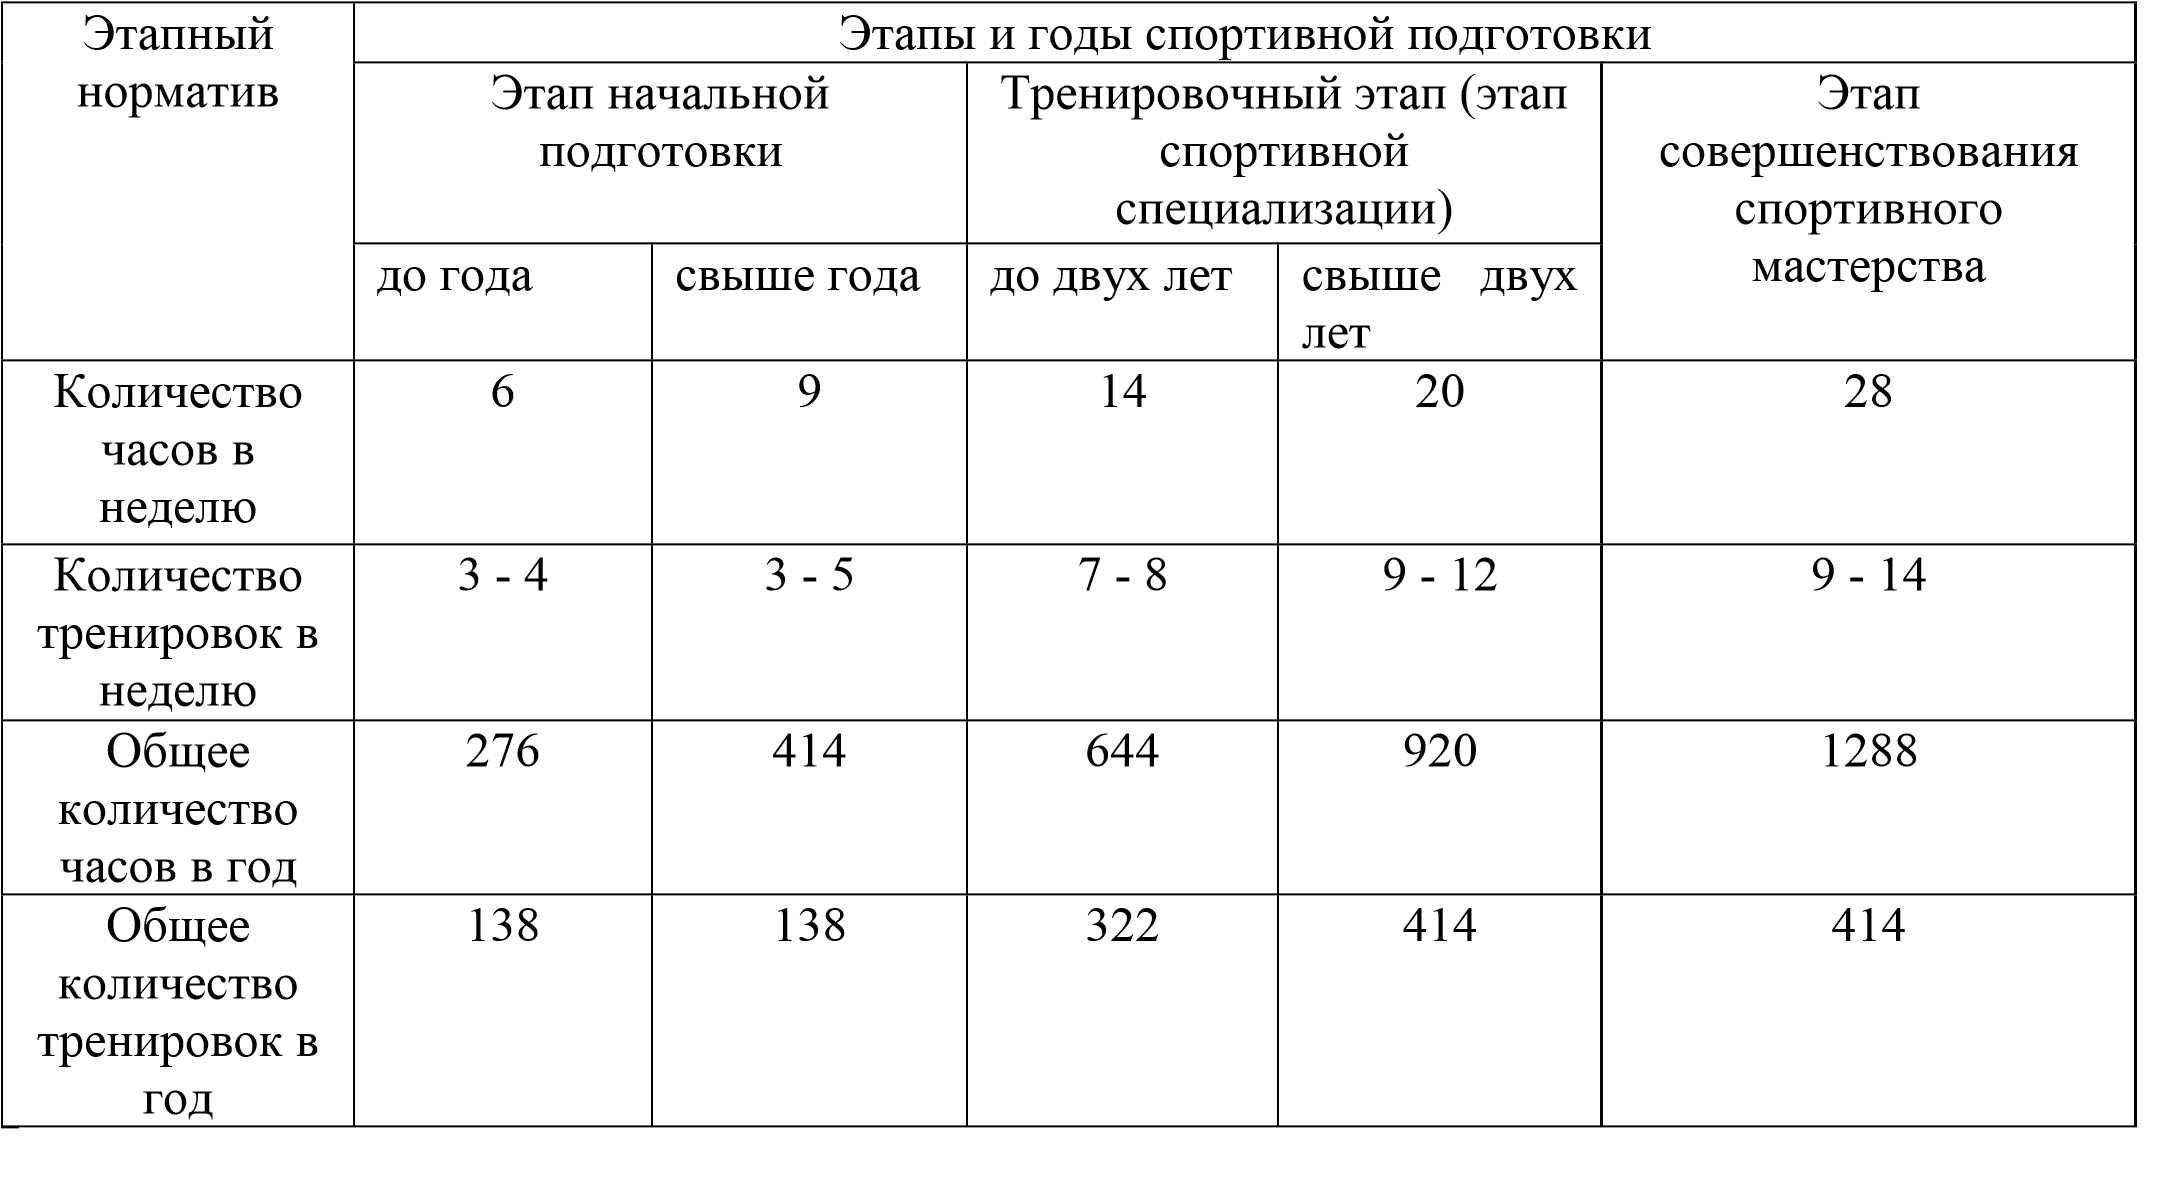 Этапный
норматив
Этапы и годы спортивной подготовки
Этап начальной
подготовки
Тренировочный этап (этап
спортивной
специализации)
Этап
совершенствования
спортивного
мастерства
до года
свыше года
до двух лет
свыше двух
лет
Количество
часов в
неделю
6
9
14
20
28
Количество
тренировок в
неделю
3 - 4
3 - 5
7 - 8
9 - 12
9 - 14
Общее
количество
часов в год
276
414
644
920
1288
Общее
количество
тренировок в
год
138
138
322
414
414